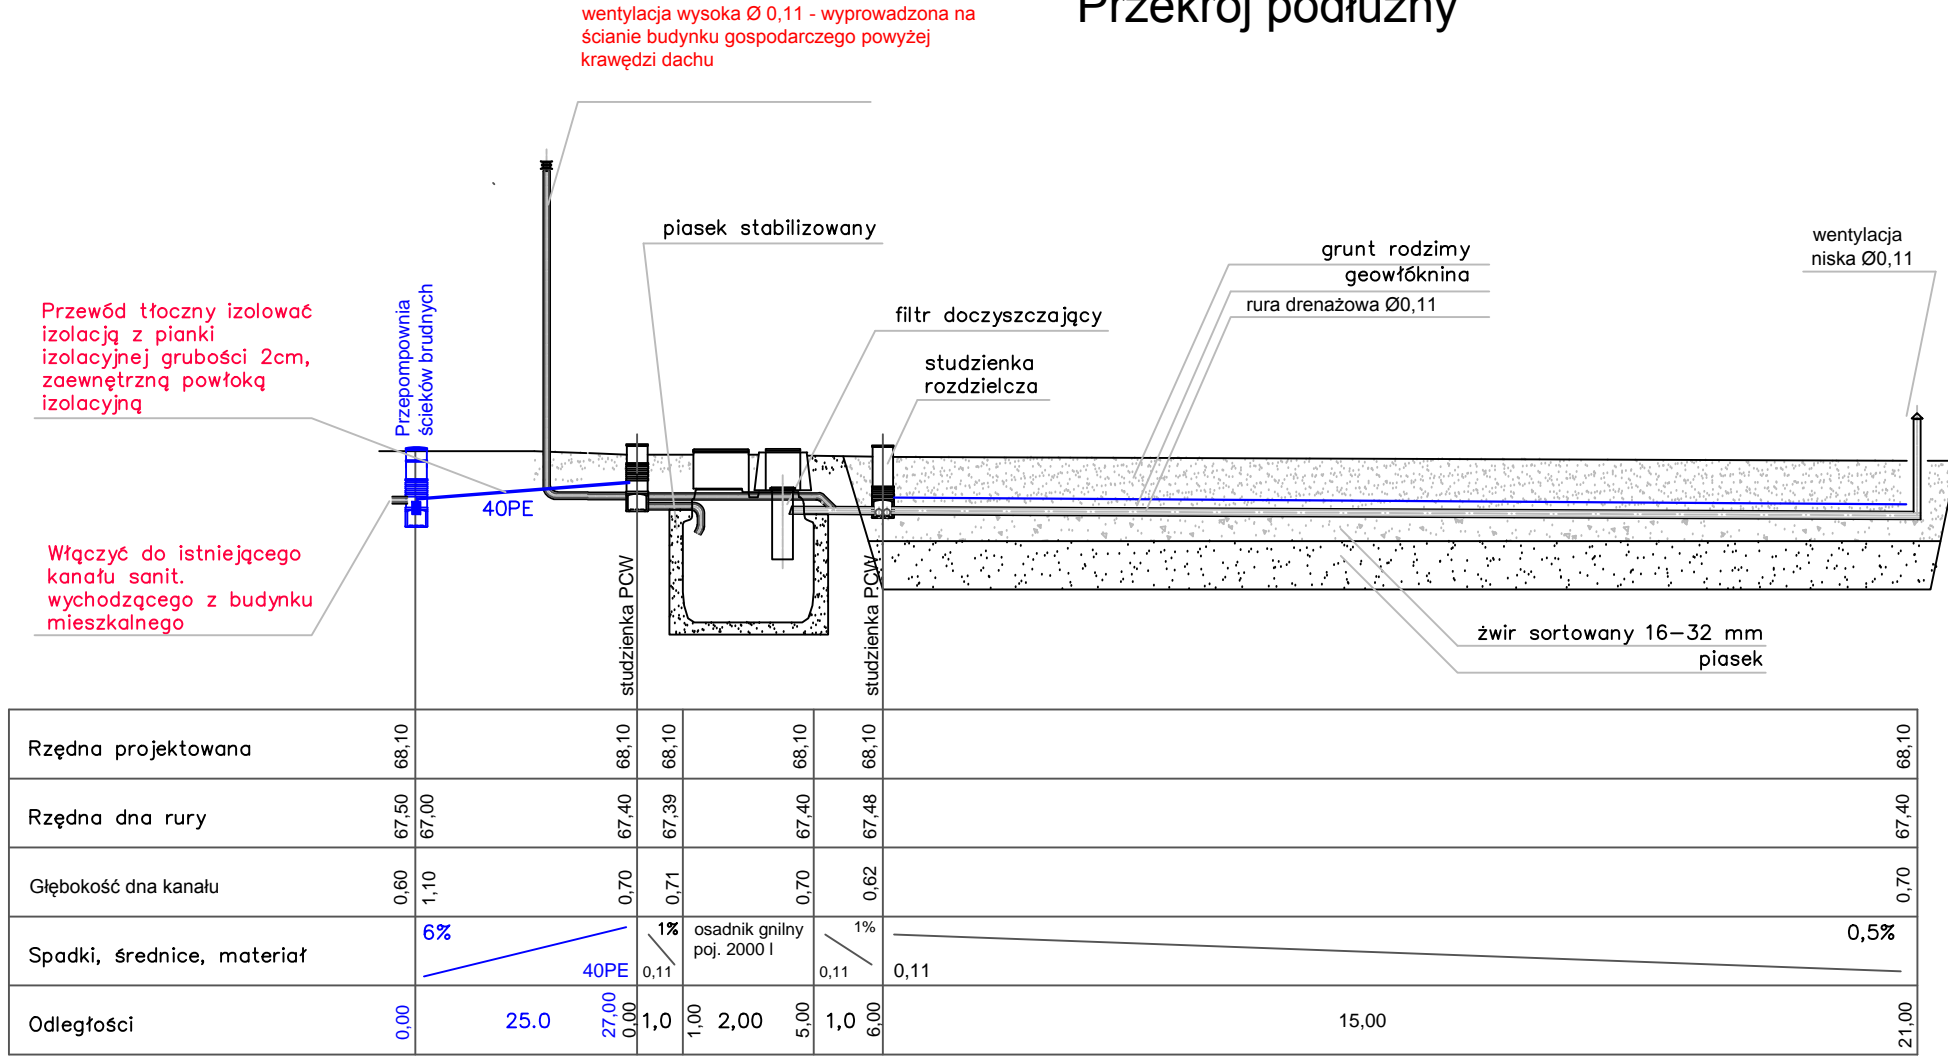 Przekrój podłużny
wentylacja wysoka Ø 0,11 - wyprowadzona na
ścianie budynku gospodarczego powyżej
krawędzi dachu
piasek stabilizowany
grunt rodzimy
geowłóknina
rura drenażowa Ø0,11
wentylacja
niska Ø0,11
Przewód tłoczny izolować
izolacją z pianki
izolacyjnej grubości 2cm,
zaewnętrzną powłoką
izolacyjną
Przepompownia
ścieków brudnych
filtr doczyszczający
studzienka
rozdzielcza
40PE
Włączyć do istniejącego
kanału sanit.
wychodzącego z budynku
mieszkalnego
studzienka PCW
studzienka PCW
żwir sortowany 16-32 mm
piasek
Rzędna projektowana 68,10 68,10 68,10 68,10 68,10 68,10
Rzędna dna rury 67,50 67,00 67,40 67,39 67,40 67,48 67,40
Głębokość dna kanału 0,60 1,10 0,70 0,71 0,70 0,62 0,70
Spadki, średnice, materiał
6%
40PE
1%
0,11
osadnik gnilny
poj. 2000 l
1%
0,11
0,11
0,5%
Odległości 0,00 25.0 27,00 0,00 1,0 1,00 2,00 5,00 1,0 6,00 15,00 21,00